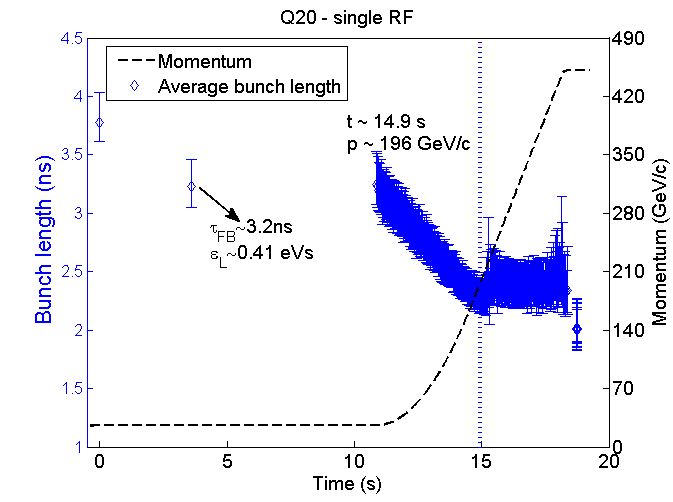 Q20 - single RF
4.5
4
3.5
3
2.5
2
1.5
1
Bunch length (ns)
Momentum
Average bunch length
t ~ 14.9 s
p ~ 196 GeV/c
τ_FB~3.2ns
ε_L~0.41 eVs
490
420
350
280
210
140
70
0
Momentum (GeV/c)
0
5
10
15
20
Time (s)